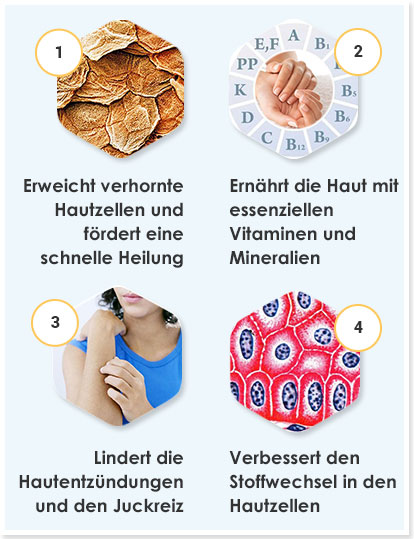 1
Erweicht verhornte
Hautzellen und
fördert eine
schnelle Heilung
2
A
B1
B5
B6
B9
B12
C
D
K
PP
E,F
Ernährt die Haut mit
essenziellen
Vitaminen und
Mineralien
3
Lindert die
Hautentzündungen
und den Juckreiz
4
Verbessert den
Stoffwechsel in den
Hautzellen